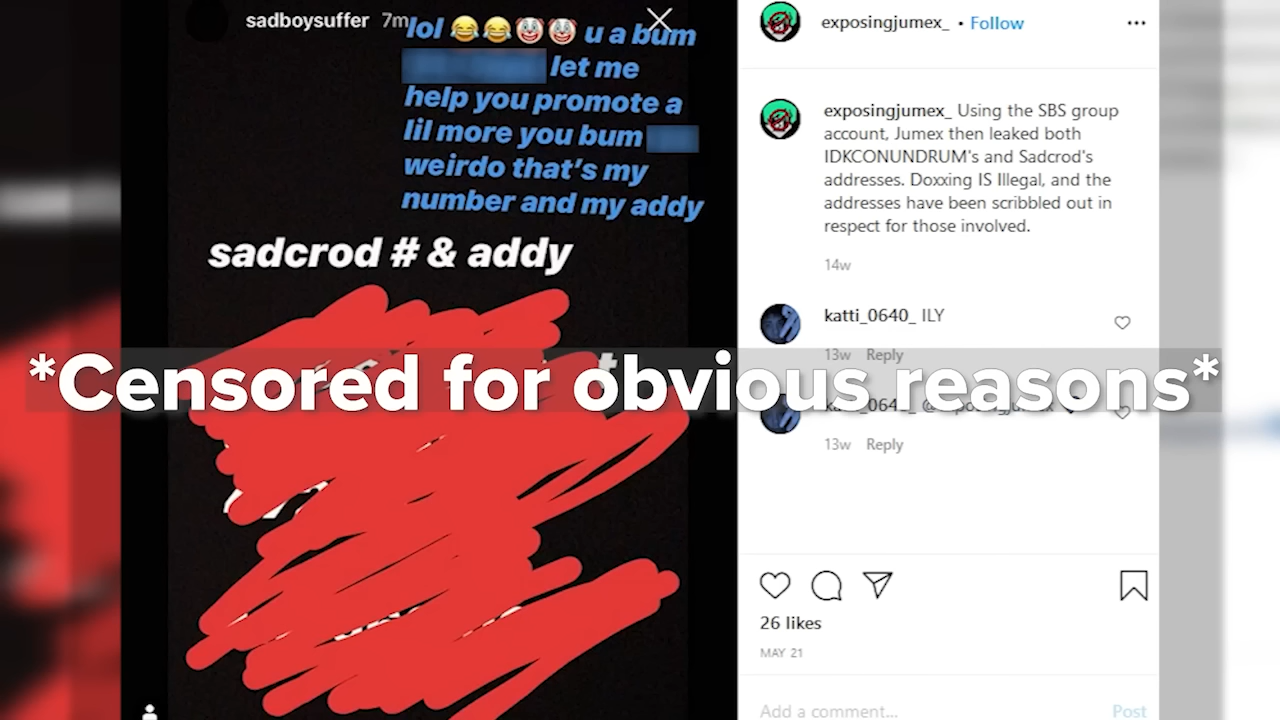 sadboysuffer 7m
lol 😂😂🤡🤡 u a bum
let me
help you promote a
lil more you bum
weirdo that's my
number and my addy
sadcrod # & addy
*Censored for obvious reasons*
exposingjumex_ • Follow
exposingjumex_ Using the SBS group
account, Jumex then leaked both
IDKCONUNDRUM's and Sadcrod's
addresses. Doxxing IS Illegal, and the
addresses have been scribbled out in
respect for those involved.
14w
katti_0640_ ILY
13w Reply
katti_0640_ @exposingjumex
13w Reply
26 likes
MAY 21
Add a comment... Post